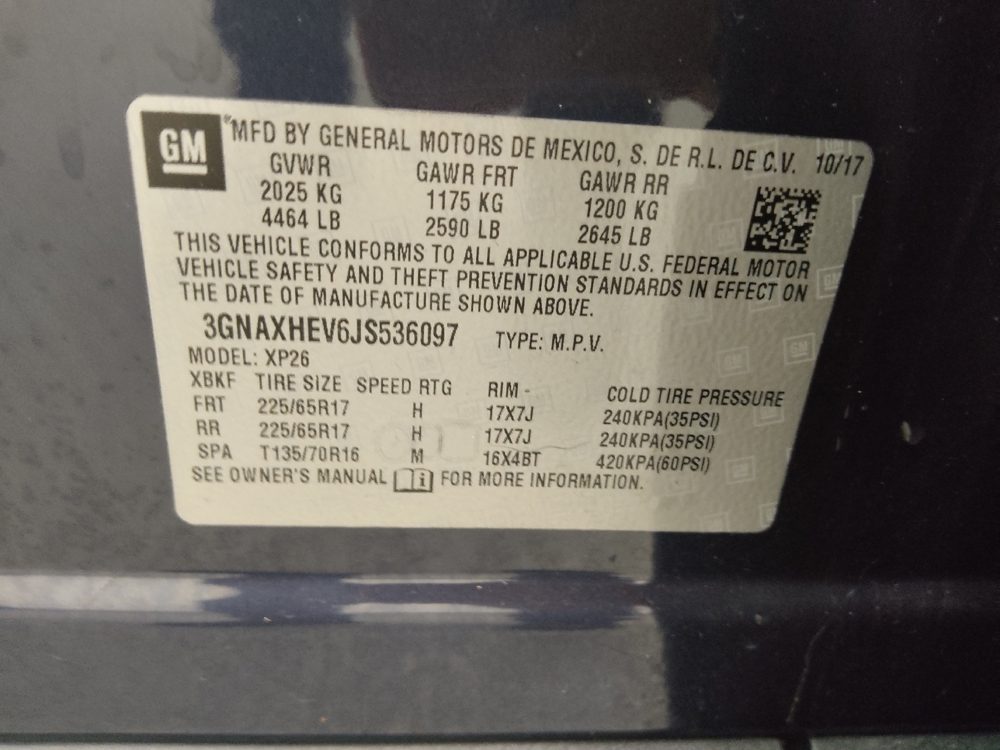 GM
®MFD BY GENERAL MOTORS DE MEXICO, S. DE R.L. DE C.V. 10/17
GVWR GAWR FRT GAWR RR
2025 KG 1175 KG 1200 KG
4464 LB 2590 LB 2645 LB
THIS VEHICLE CONFORMS TO ALL APPLICABLE U.S. FEDERAL MOTOR
VEHICLE SAFETY AND THEFT PREVENTION STANDARDS IN EFFECT ON
THE DATE OF MANUFACTURE SHOWN ABOVE.
3GNAXHEV6JS536097 TYPE: M.P.V.
MODEL: XP26
XBKF TIRE SIZE SPEED RTG RIM - COLD TIRE PRESSURE
FRT 225/65R17 H 17X7J 240KPA(35PSI)
RR 225/65R17 H 17X7J 240KPA(35PSI)
SPA T135/70R16 M 16X4BT 420KPA(60PSI)
SEE OWNER'S MANUAL i FOR MORE INFORMATION.